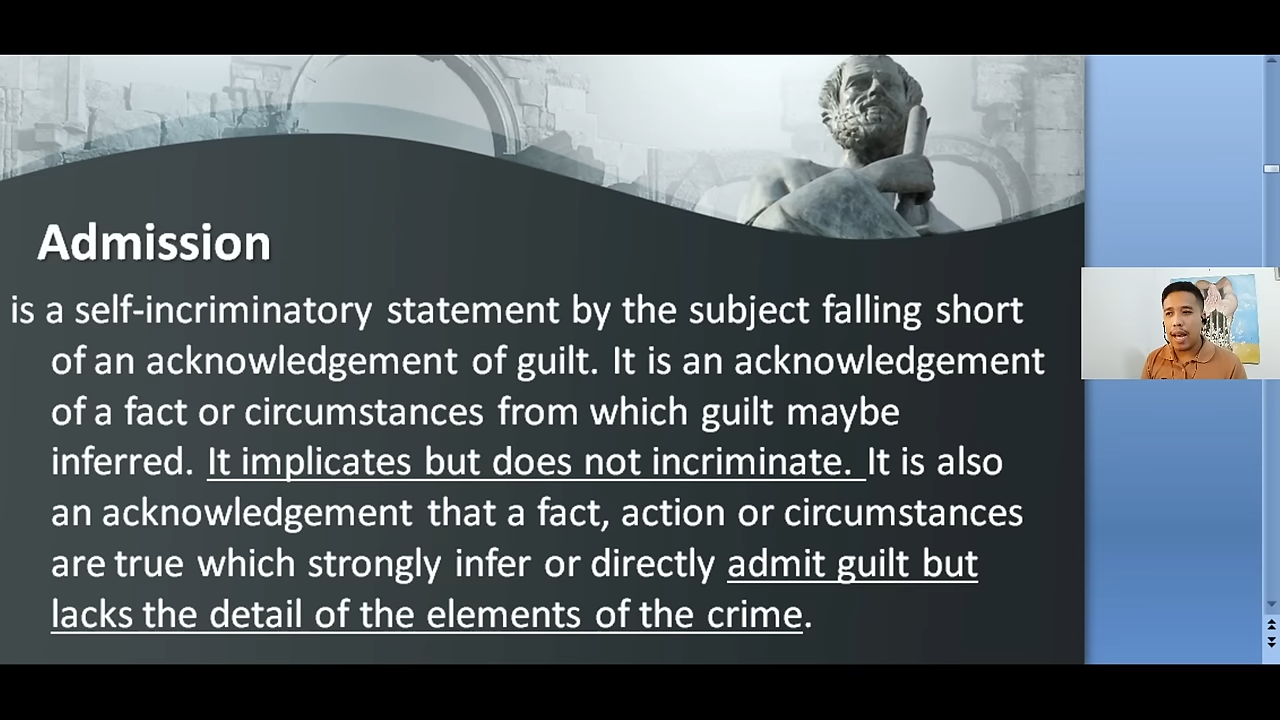 Admission
is a self-incriminatory statement by the subject falling short
of an acknowledgement of guilt. It is an acknowledgement
of a fact or circumstances from which guilt maybe
inferred. It implicates but does not incriminate. It is also
an acknowledgement that a fact, action or circumstances
are true which strongly infer or directly admit guilt but
lacks the detail of the elements of the crime.